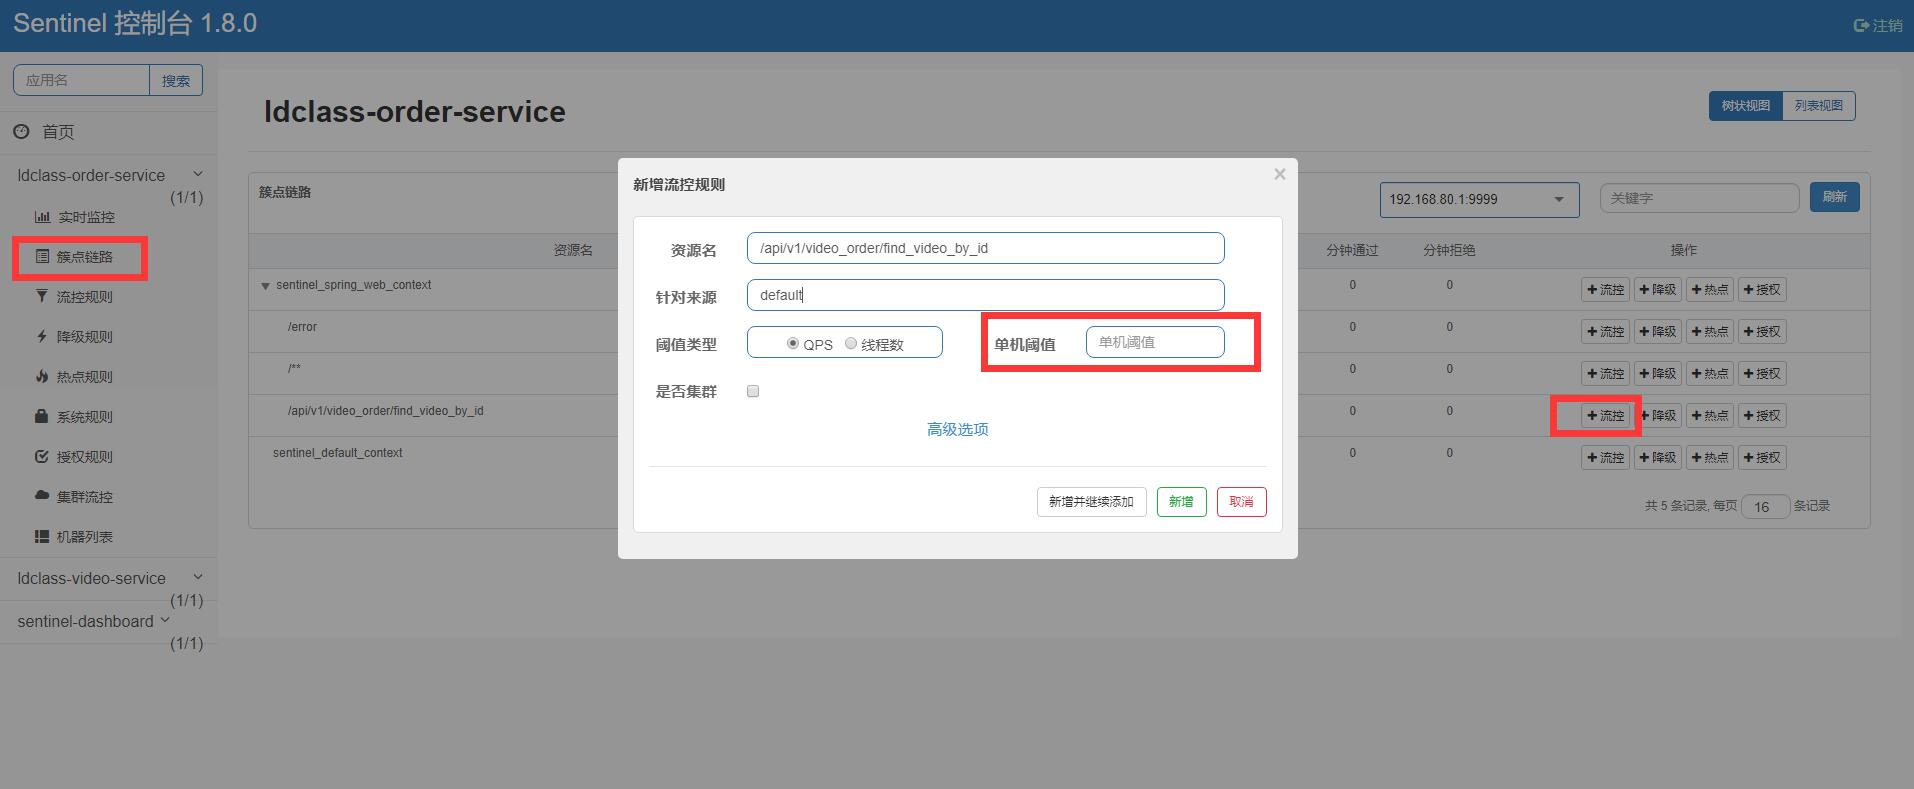 Sentinel 控制台 1.8.0
注销
应用名 搜索
首页
ldclass-order-service
(1/1)
实时监控
簇点链路
流控规则
降级规则
热点规则
系统规则
授权规则
集群流控
机器列表
ldclass-video-service
(1/1)
sentinel-dashboard
(1/1)
ldclass-order-service
树状视图 列表视图
簇点链路
192.168.80.1:9999 关键字 刷新
资源名 分钟通过 分钟拒绝 操作
sentinel_spring_web_context 0 0 流控 降级 热点 授权
/error 0 0 流控 降级 热点 授权
/** 0 0 流控 降级 热点 授权
/api/v1/video_order/find_video_by_id 0 0 流控 降级 热点 授权
sentinel_default_context 0 0 流控 降级 热点 授权
共 5 条记录, 每页 16 条记录
新增流控规则 ×
资源名 /api/v1/video_order/find_video_by_id
针对来源 default
阈值类型 QPS 线程数 单机阈值 单机阈值
是否集群
高级选项
新增并继续添加 新增 取消